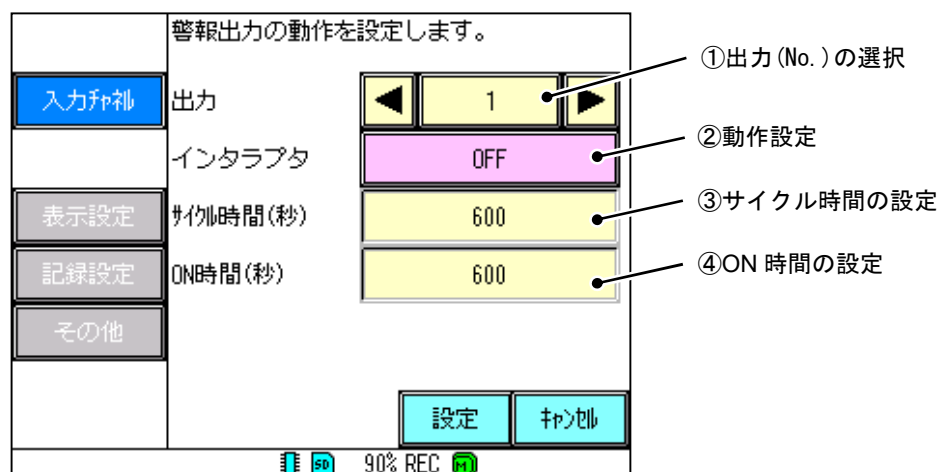 警報出力の動作を設定します。
入力ﾁｬﾈﾙ
出力
◀ 1 ▶
①出力(No.)の選択
インタラプタ
OFF
②動作設定
表示設定
ｻｲｸﾙ時間(秒)
600
③サイクル時間の設定
記録設定
ON時間(秒)
600
④ON 時間の設定
その他
設定
ｷｬﾝｾﾙ
SD 90% REC M